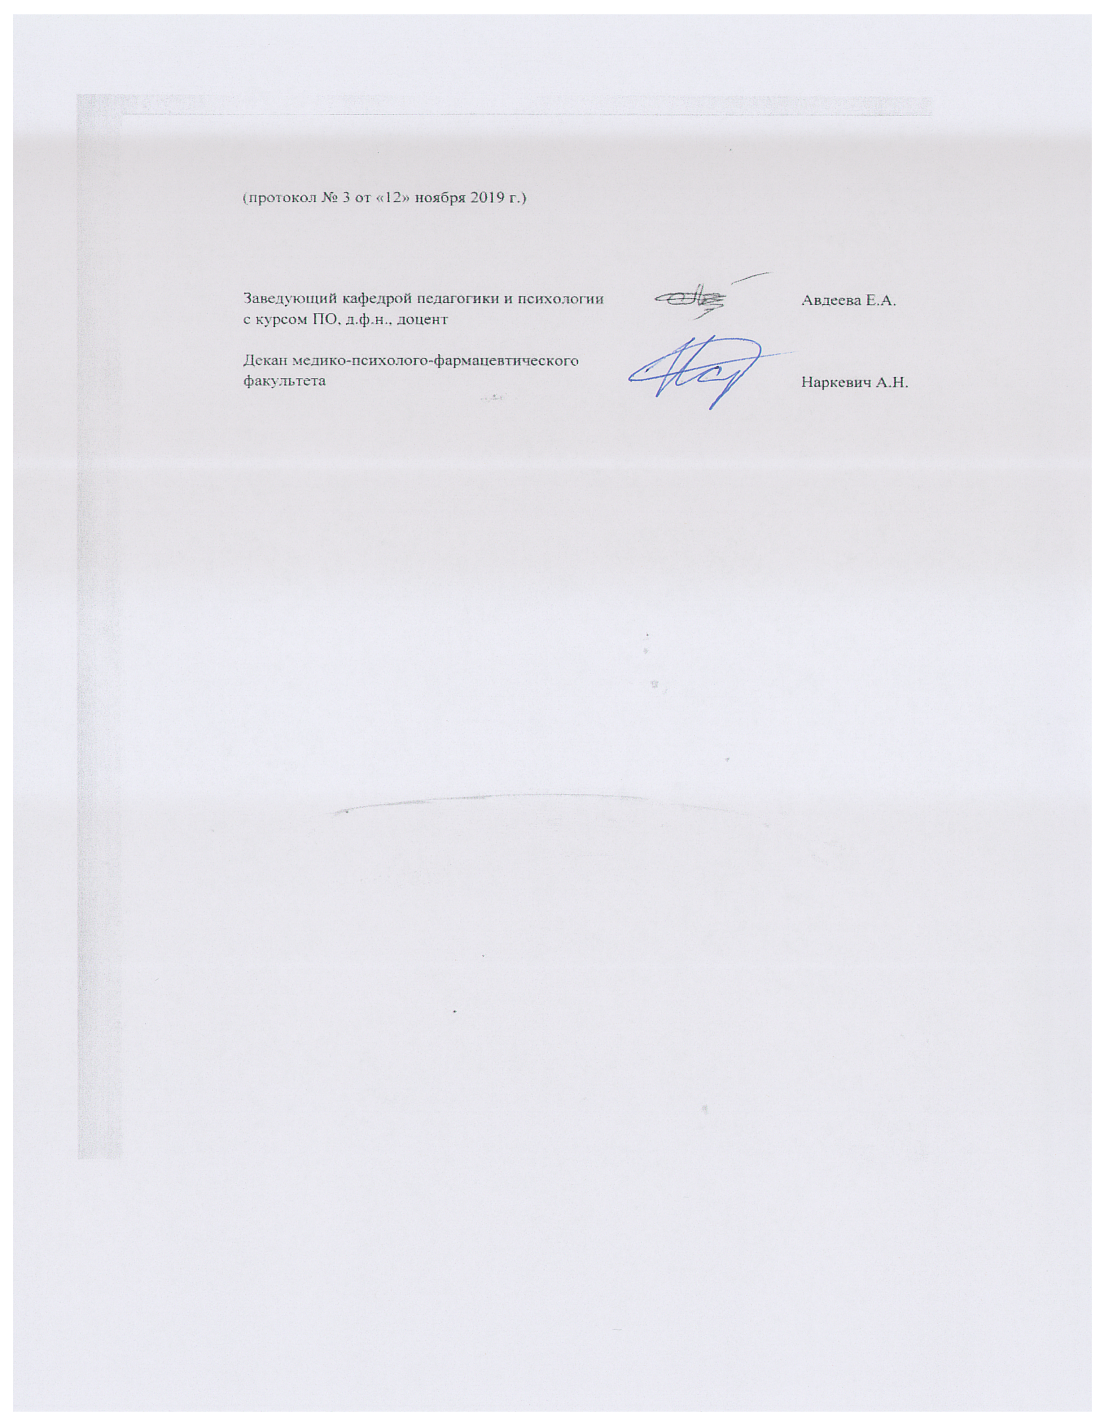 (протокол № 3 от «12» ноября 2019 г.)
Заведующий кафедрой педагогики и психологии
с курсом ПО, д.ф.н., доцент
Авдеева Е.А.
Декан медико-психолого-фармацевтического
факультета
Наркевич А.Н.